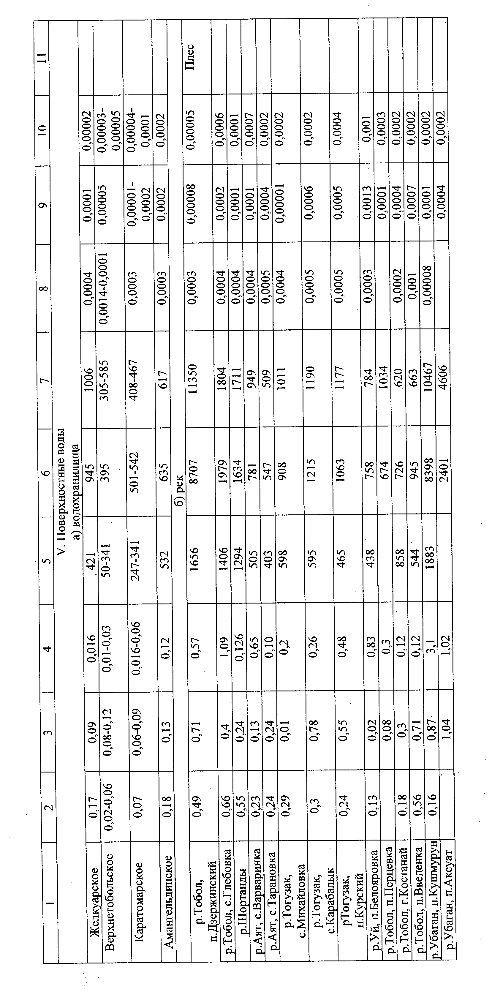 1 2 3 4 5 6 7 8 9 10 11
V. Поверхностные воды
а) водохранилища
Желкуарское 0,17 0,09 0,016 421 945 1006 0,0004 0,0001 0,00002
Верхнетобольское 0,02-0,06 0,08-0,12 0,01-0,03 50-341 395 305-585 0,0014-0,0001 0,00005 0,00003-
0,00005
Каратомарское 0,07 0,06-0,09 0,016-0,06 247-341 501-542 408-467 0,0003 0,00001- 0,00004-
0,0002 0,0001
Амангельдинское 0,18 0,13 0,12 532 635 617 0,0003 0,0002 0,0002
б) рек
р.Тобол, 0,49 0,71 0,57 1656 8707 11350 0,0003 0,00008 0,00005 Плес
п.Дзержинский
р.Тобол, с.Глебовка 0,66 0,4 1,09 1406 1979 1804 0,0004 0,0002 0,0006
р.Шортанды 0,55 0,24 0,126 1294 1634 1711 0,0004 0,0001 0,0001
р.Аят, с.Варваринка 0,23 0,13 0,65 505 781 949 0,0004 0,0001 0,0007
р.Аят, с.Тарановка 0,24 0,24 0,10 403 547 509 0,0005 0,0004 0,0002
р.Тогузак, 0,29 0,01 0,2 598 908 1011 0,0004 0,00001 0,0002
с.Михайловка
р.Тогузак, 0,3 0,78 0,26 595 1215 1190 0,0005 0,0006 0,0002
с.Карабалык
рТогузак, 0,24 0,55 0,48 465 1063 1177 0,0005 0,0005 0,0004
п.Курский
р.Уй, п.Белояровка 0,13 0,02 0,83 438 758 784 0,0003 0,0013 0,001
р.Тобол, п.Перцевка 0,08 0,3 674 1034 0,0001 0,0003
р.Тобол, г.Костанай 0,18 0,3 0,12 858 726 620 0,0002 0,0004 0,0002
р.Тобол, п.Введенка 0,56 0,71 0,12 544 945 663 0,001 0,0007 0,0002
р.Убаган, п.Кушмурун 0,16 0,87 3,1 1883 8398 10467 0,00008 0,0001 0,0002
р.Убаган, п.Аксуат 1,04 1,02 2401 4606 0,0004 0,0002